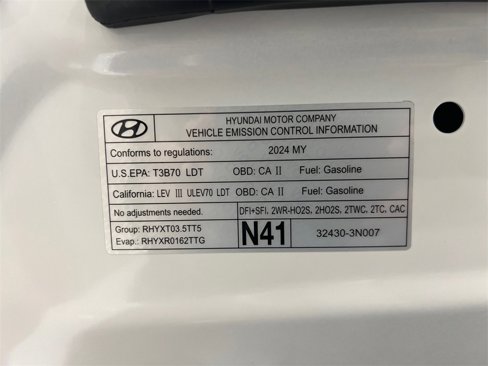 HYUNDAI MOTOR COMPANY
VEHICLE EMISSION CONTROL INFORMATION
Conforms to regulations: 2024 MY
U.S.EPA: T3B70 LDT OBD: CA II Fuel: Gasoline
California: LEV III ULEV70 LDT OBD: CA II Fuel: Gasoline
No adjustments needed. DFI+SFI, 2WR-HO2S, 2HO2S, 2TWC, 2TC, CAC
Group: RHYXT03.5TT5
Evap.: RHYXR0162TTG
N41 32430-3N007